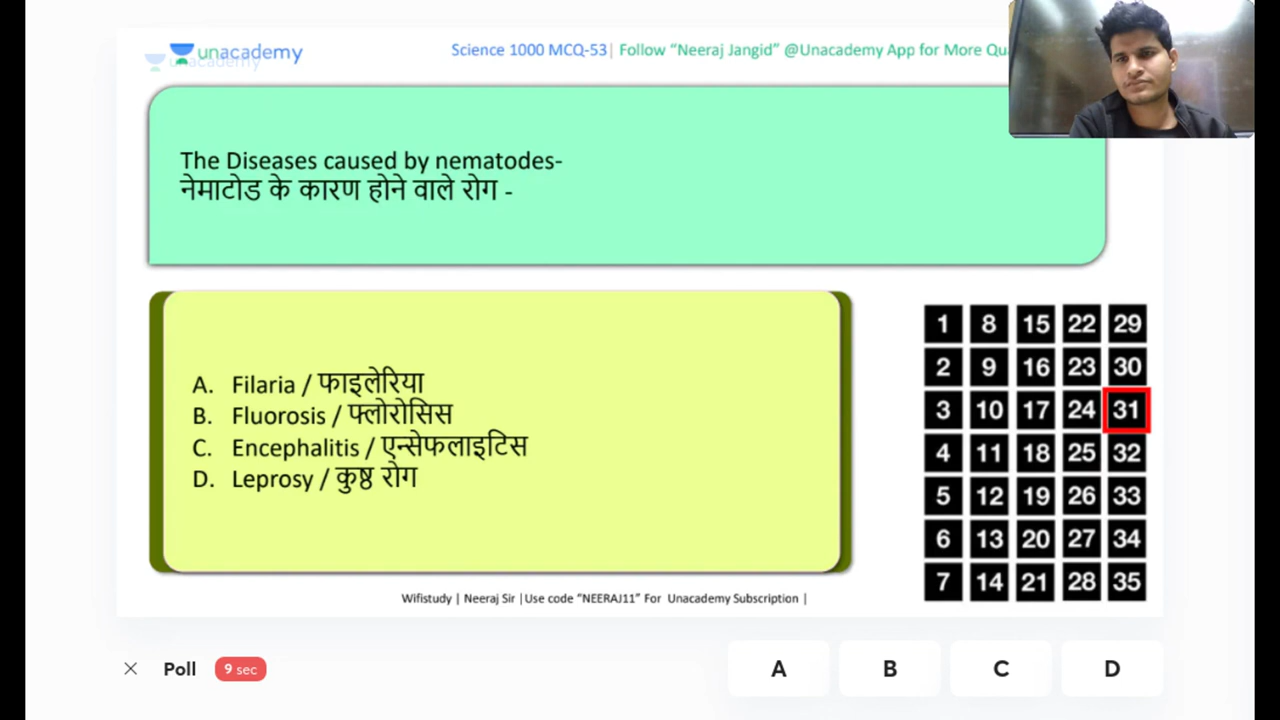 unacademy
Science 1000 MCQ-53| Follow “Neeraj Jangid” @Unacademy App for More
The Diseases caused by nematodes-
नेमाटोड के कारण होने वाले रोग -
A. Filaria / फाइलेरिया
B. Fluorosis / फ्लोरोसिस
C. Encephalitis / एन्सेफलाइटिस
D. Leprosy / कुष्ठ रोग
1 8 15 22 29
2 9 16 23 30
3 10 17 24 31
4 11 18 25 32
5 12 19 26 33
6 13 20 27 34
7 14 21 28 35
Wifistudy | Neeraj Sir |Use code “NEERAJ11” For Unacademy Subscription |
Poll 9 sec A B C D